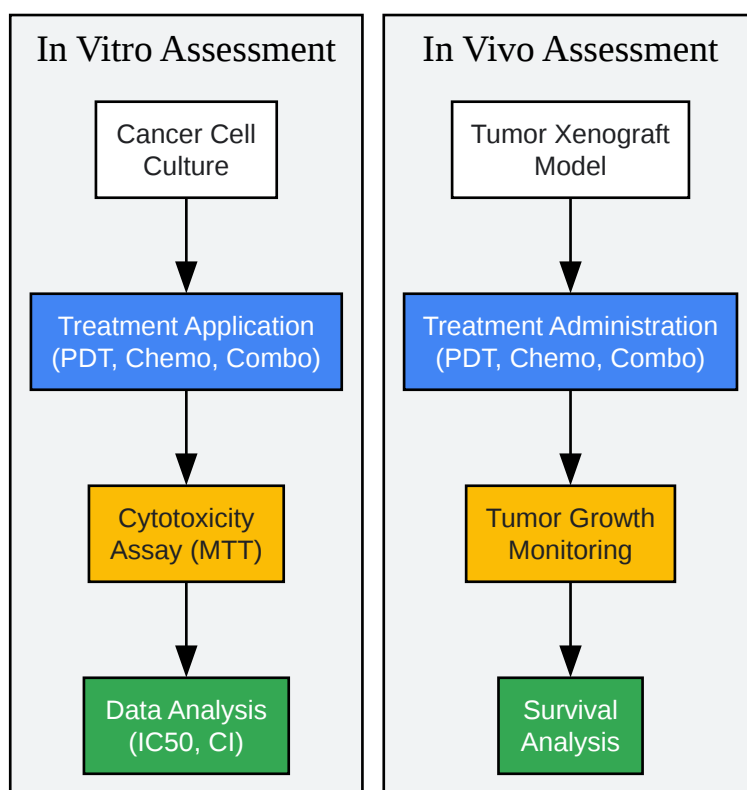 In Vitro Assessment
Cancer Cell
Culture
Treatment Application
(PDT, Chemo, Combo)
Cytotoxicity
Assay (MTT)
Data Analysis
(IC50, CI)
In Vivo Assessment
Tumor Xenograft
Model
Treatment Administration
(PDT, Chemo, Combo)
Tumor Growth
Monitoring
Survival
Analysis